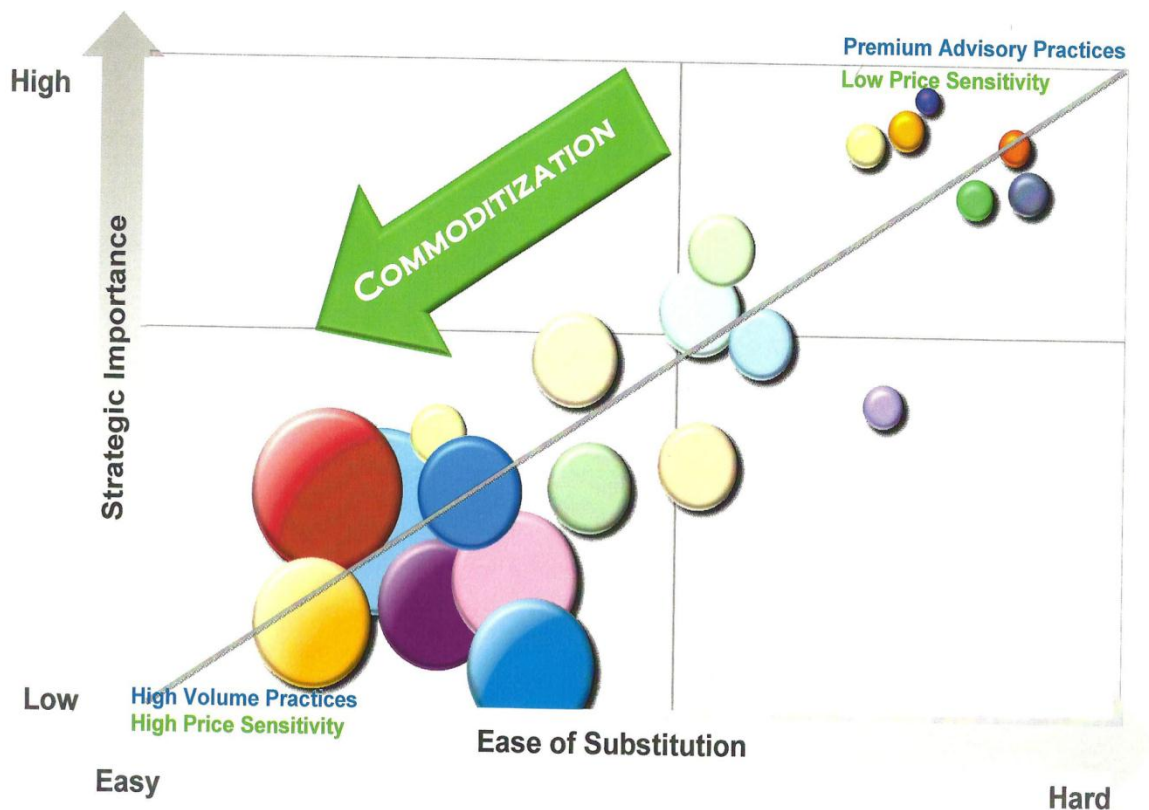 Premium Advisory Practices
Low Price Sensitivity
High
COMMODITIZATION
Strategic Importance
Low
High Volume Practices
High Price Sensitivity
Ease of Substitution
Easy
Hard